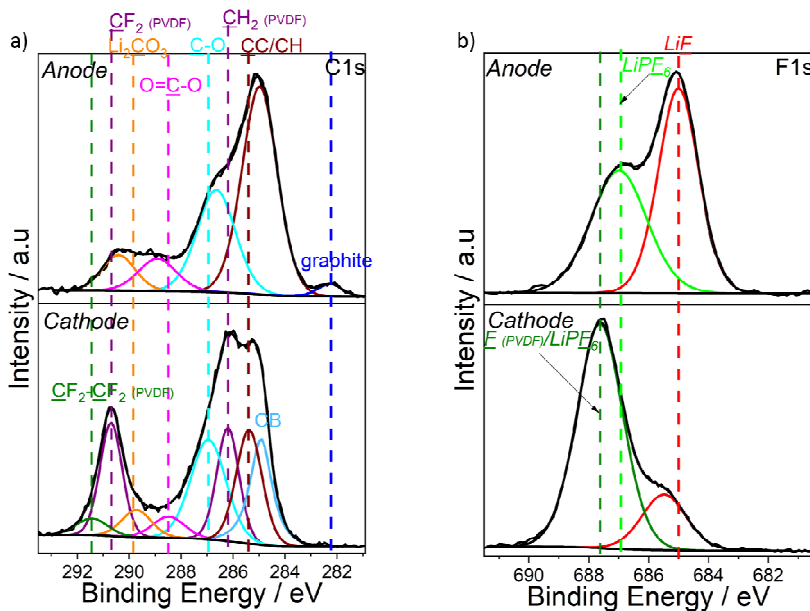 CF₂ (PVDF) CH₂ (PVDF)
a) Li₂CO₃ C-O CC/CH b) LiF
Anode C1s Anode LiPF₆ F1s
O=C-O
graphite
Cathode Cathode
F (PVDF)/LiPF₆
CF₂-CF₂ (PVDF)
CB
Intensity / a.u Intensity / a.u
292 290 288 286 284 282 690 688 686 684 682
Binding Energy / eV Binding Energy / eV